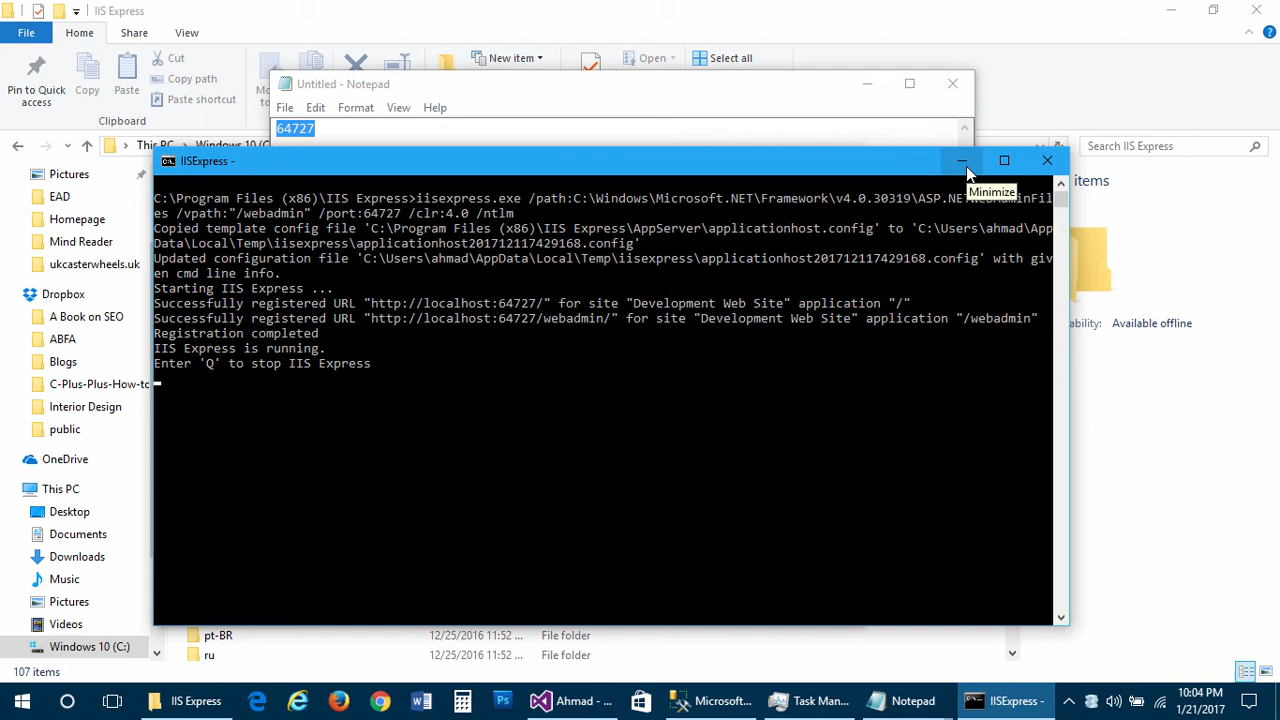 IIS Express
File Home Share View
Pin to Quick access
Copy
Paste
Cut
Copy path
Paste shortcut
Clipboard
New item
Open
Select all
Untitled - Notepad
File Edit Format View Help
64727
This PC
Windows 10 (
Search IIS Express
IISExpress -
Minimize
C:\Program Files (x86)\IIS Express>iisexpress.exe /path:C:\Windows\Microsoft.NET\Framework\v4.0.30319\ASP.NETWebAdminFil
es /vpath:"/webadmin" /port:64727 /clr:4.0 /ntlm
Copied template config file 'C:\Program Files (x86)\IIS Express\AppServer\applicationhost.config' to 'C:\Users\ahmad\App
Data\Local\Temp\iisexpress\applicationhost201712117429168.config'
Updated configuration file 'C:\Users\ahmad\AppData\Local\Temp\iisexpress\applicationhost201712117429168.config' with giv
en cmd line info.
Starting IIS Express ...
Successfully registered URL "http://localhost:64727/" for site "Development Web Site" application "/"
Successfully registered URL "http://localhost:64727/webadmin/" for site "Development Web Site" application "/webadmin"
Registration completed
IIS Express is running.
Enter 'Q' to stop IIS Express
Pictures
EAD
Homepage
Mind Reader
ukcasterwheels.uk
Dropbox
A Book on SEO
ABFA
Blogs
C-Plus-Plus-How-to
Interior Design
public
OneDrive
This PC
Desktop
Documents
Downloads
Music
Pictures
Videos
Windows 10 (C:)
items
Available offline
pt-BR 12/25/2016 11:52 ... File folder
ru 12/25/2016 11:52 ... File folder
107 items
IIS Express
Ahmad - ...
Microsoft...
Task Man...
Notepad
IISExpress -
10:04 PM
1/21/2017